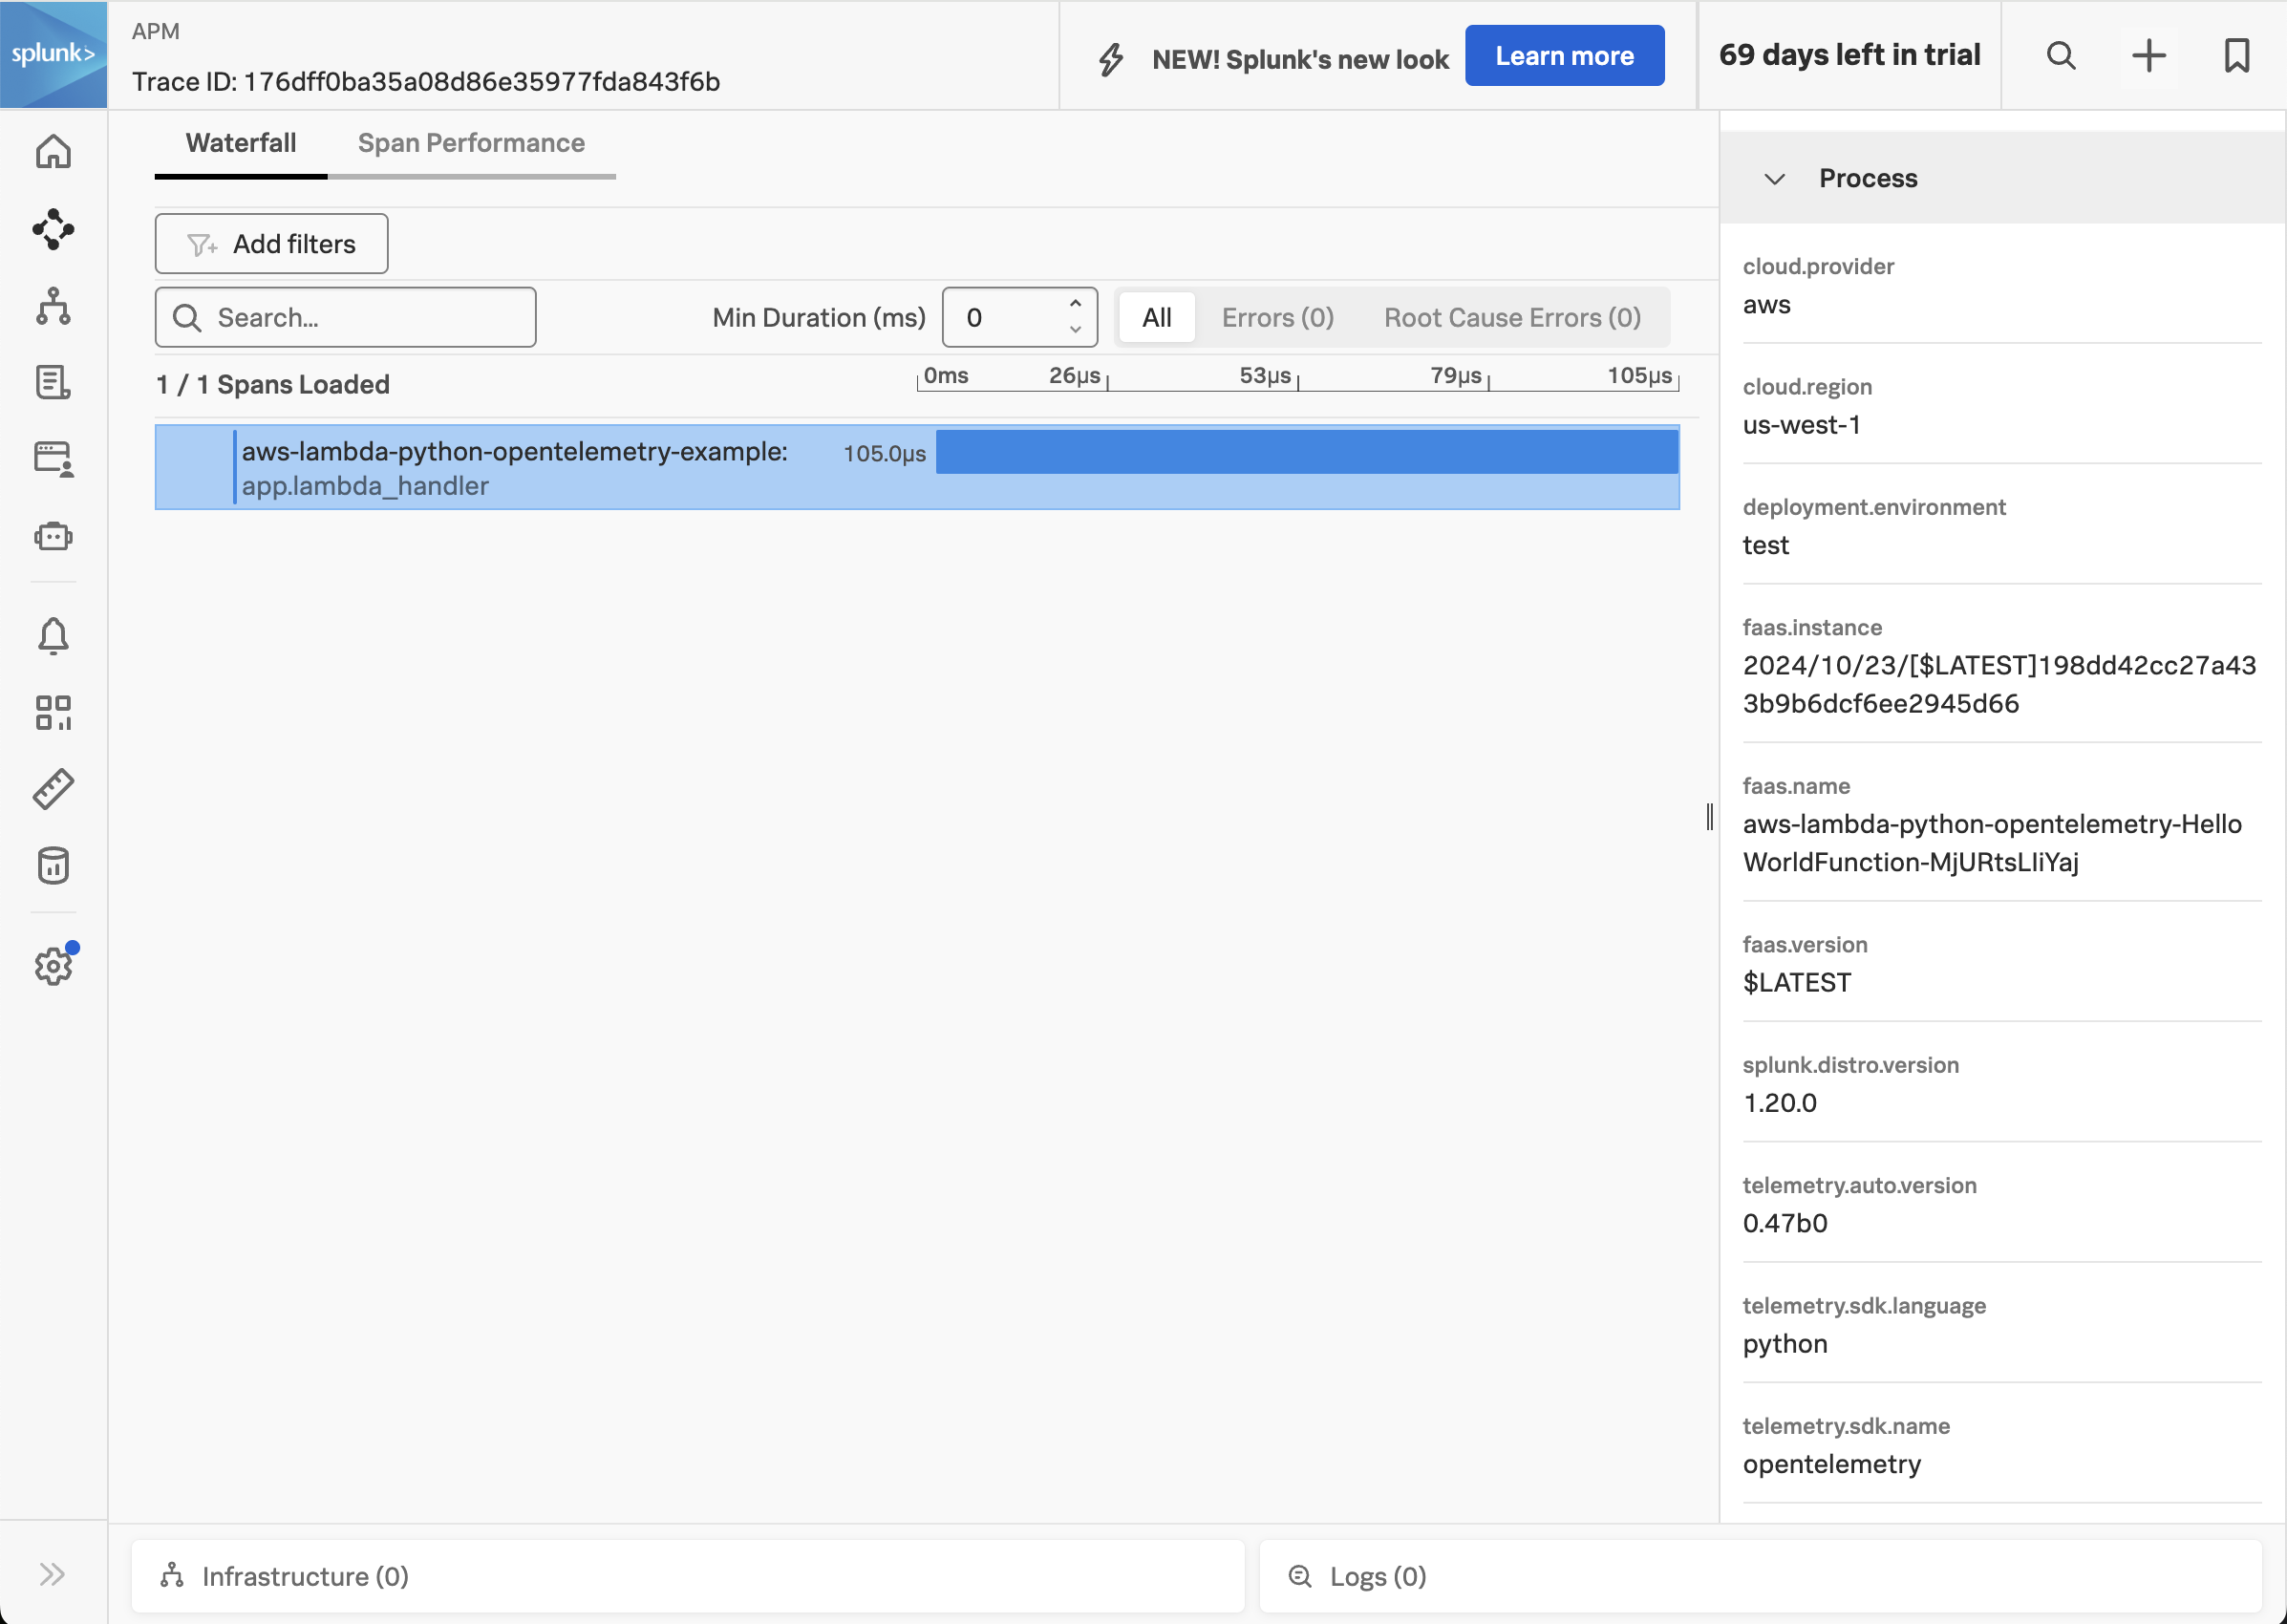 splunk>
APM
Trace ID: 176dff0ba35a08d86e35977fda843f6b
NEW! Splunk's new look
Learn more
69 days left in trial
Waterfall
Span Performance
Add filters
Search...
Min Duration (ms)
0
All
Errors (0)
Root Cause Errors (0)
1 / 1 Spans Loaded
0ms
26µs
53µs
79µs
105µs
aws-lambda-python-opentelemetry-example:
app.lambda_handler
105.0µs
Process
cloud.provider
aws
cloud.region
us-west-1
deployment.environment
test
faas.instance
2024/10/23/[$LATEST]198dd42cc27a43
3b9b6dcf6ee2945d66
faas.name
aws-lambda-python-opentelemetry-Hello
WorldFunction-MjURtsLIiYaj
faas.version
$LATEST
splunk.distro.version
1.20.0
telemetry.auto.version
0.47b0
telemetry.sdk.language
python
telemetry.sdk.name
opentelemetry
Infrastructure (0)
Logs (0)